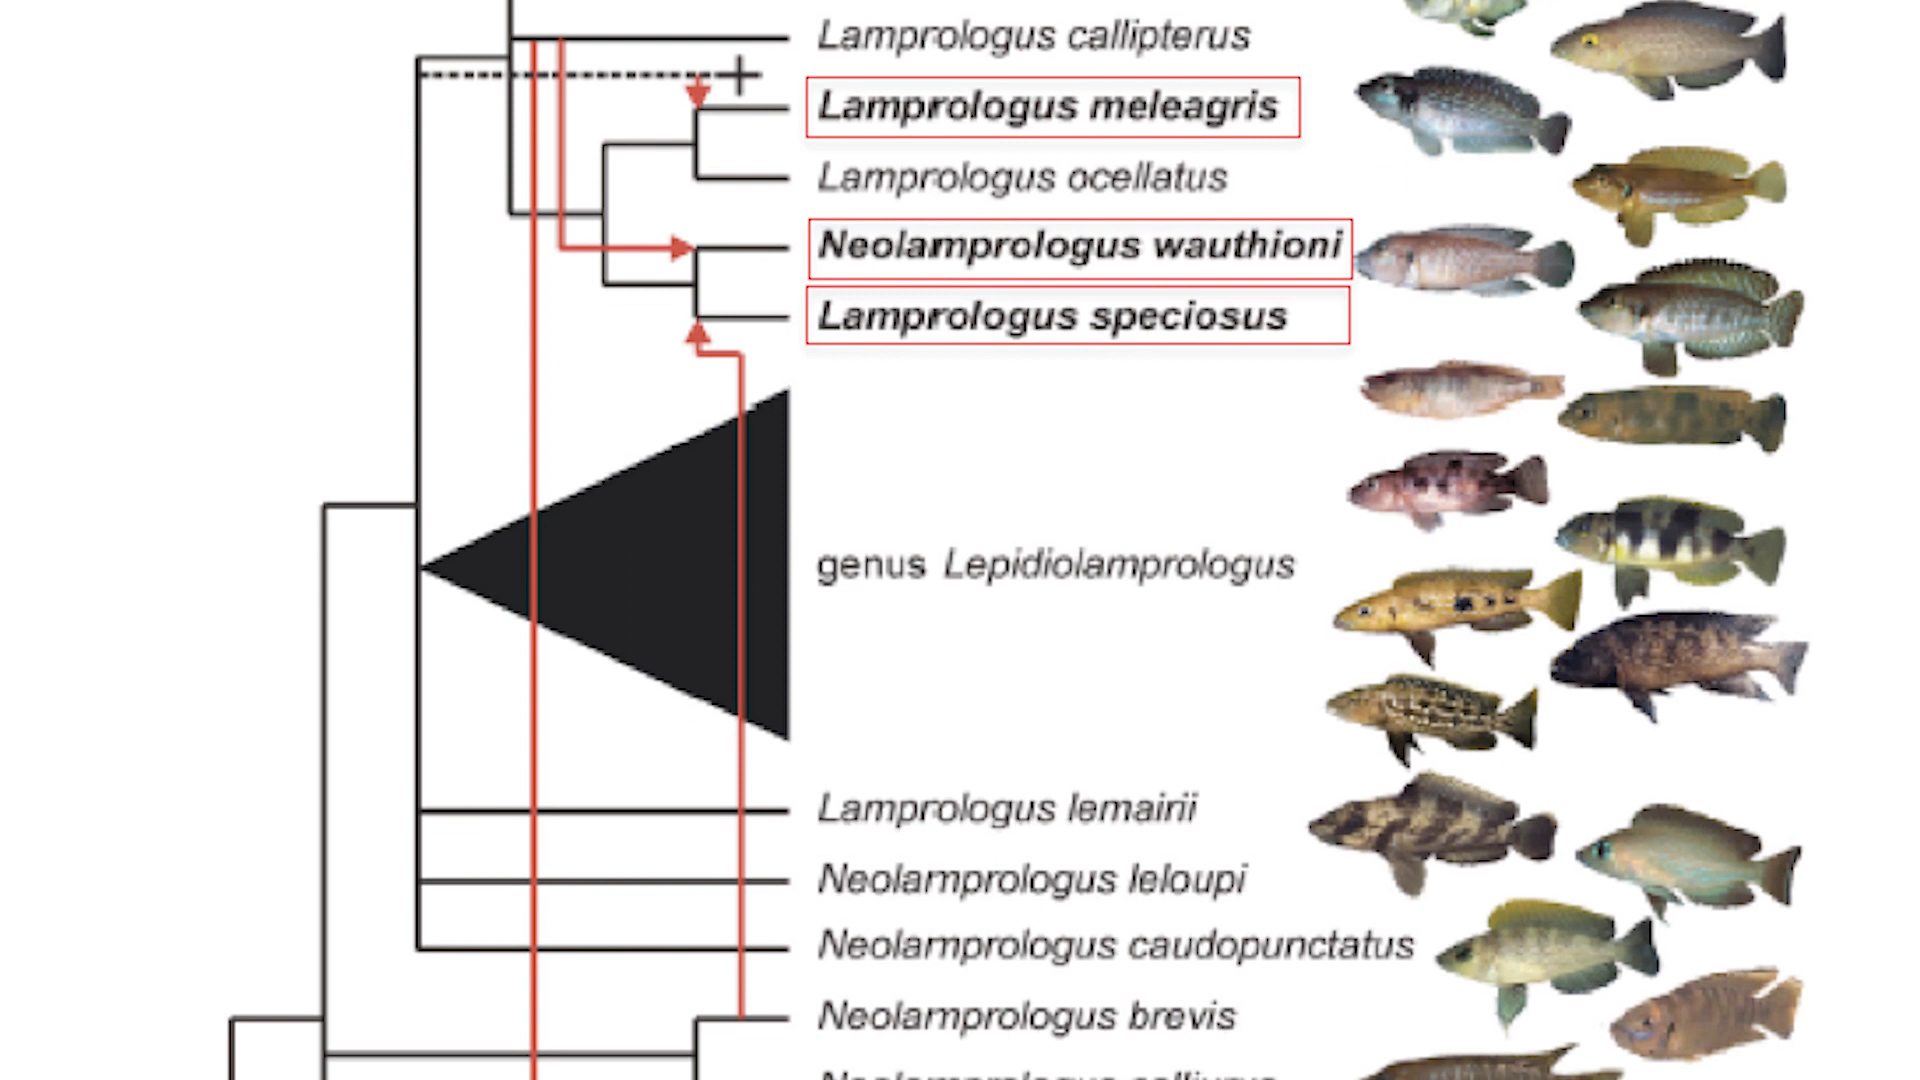 Lamprologus callipterus
Lamprologus meleagris
Lamprologus ocellatus
Neolamprologus wauthioni
Lamprologus speciosus
genus Lepidiolamprologus
Lamprologus lemairii
Neolamprologus leloupi
Neolamprologus caudopunctatus
Neolamprologus brevis